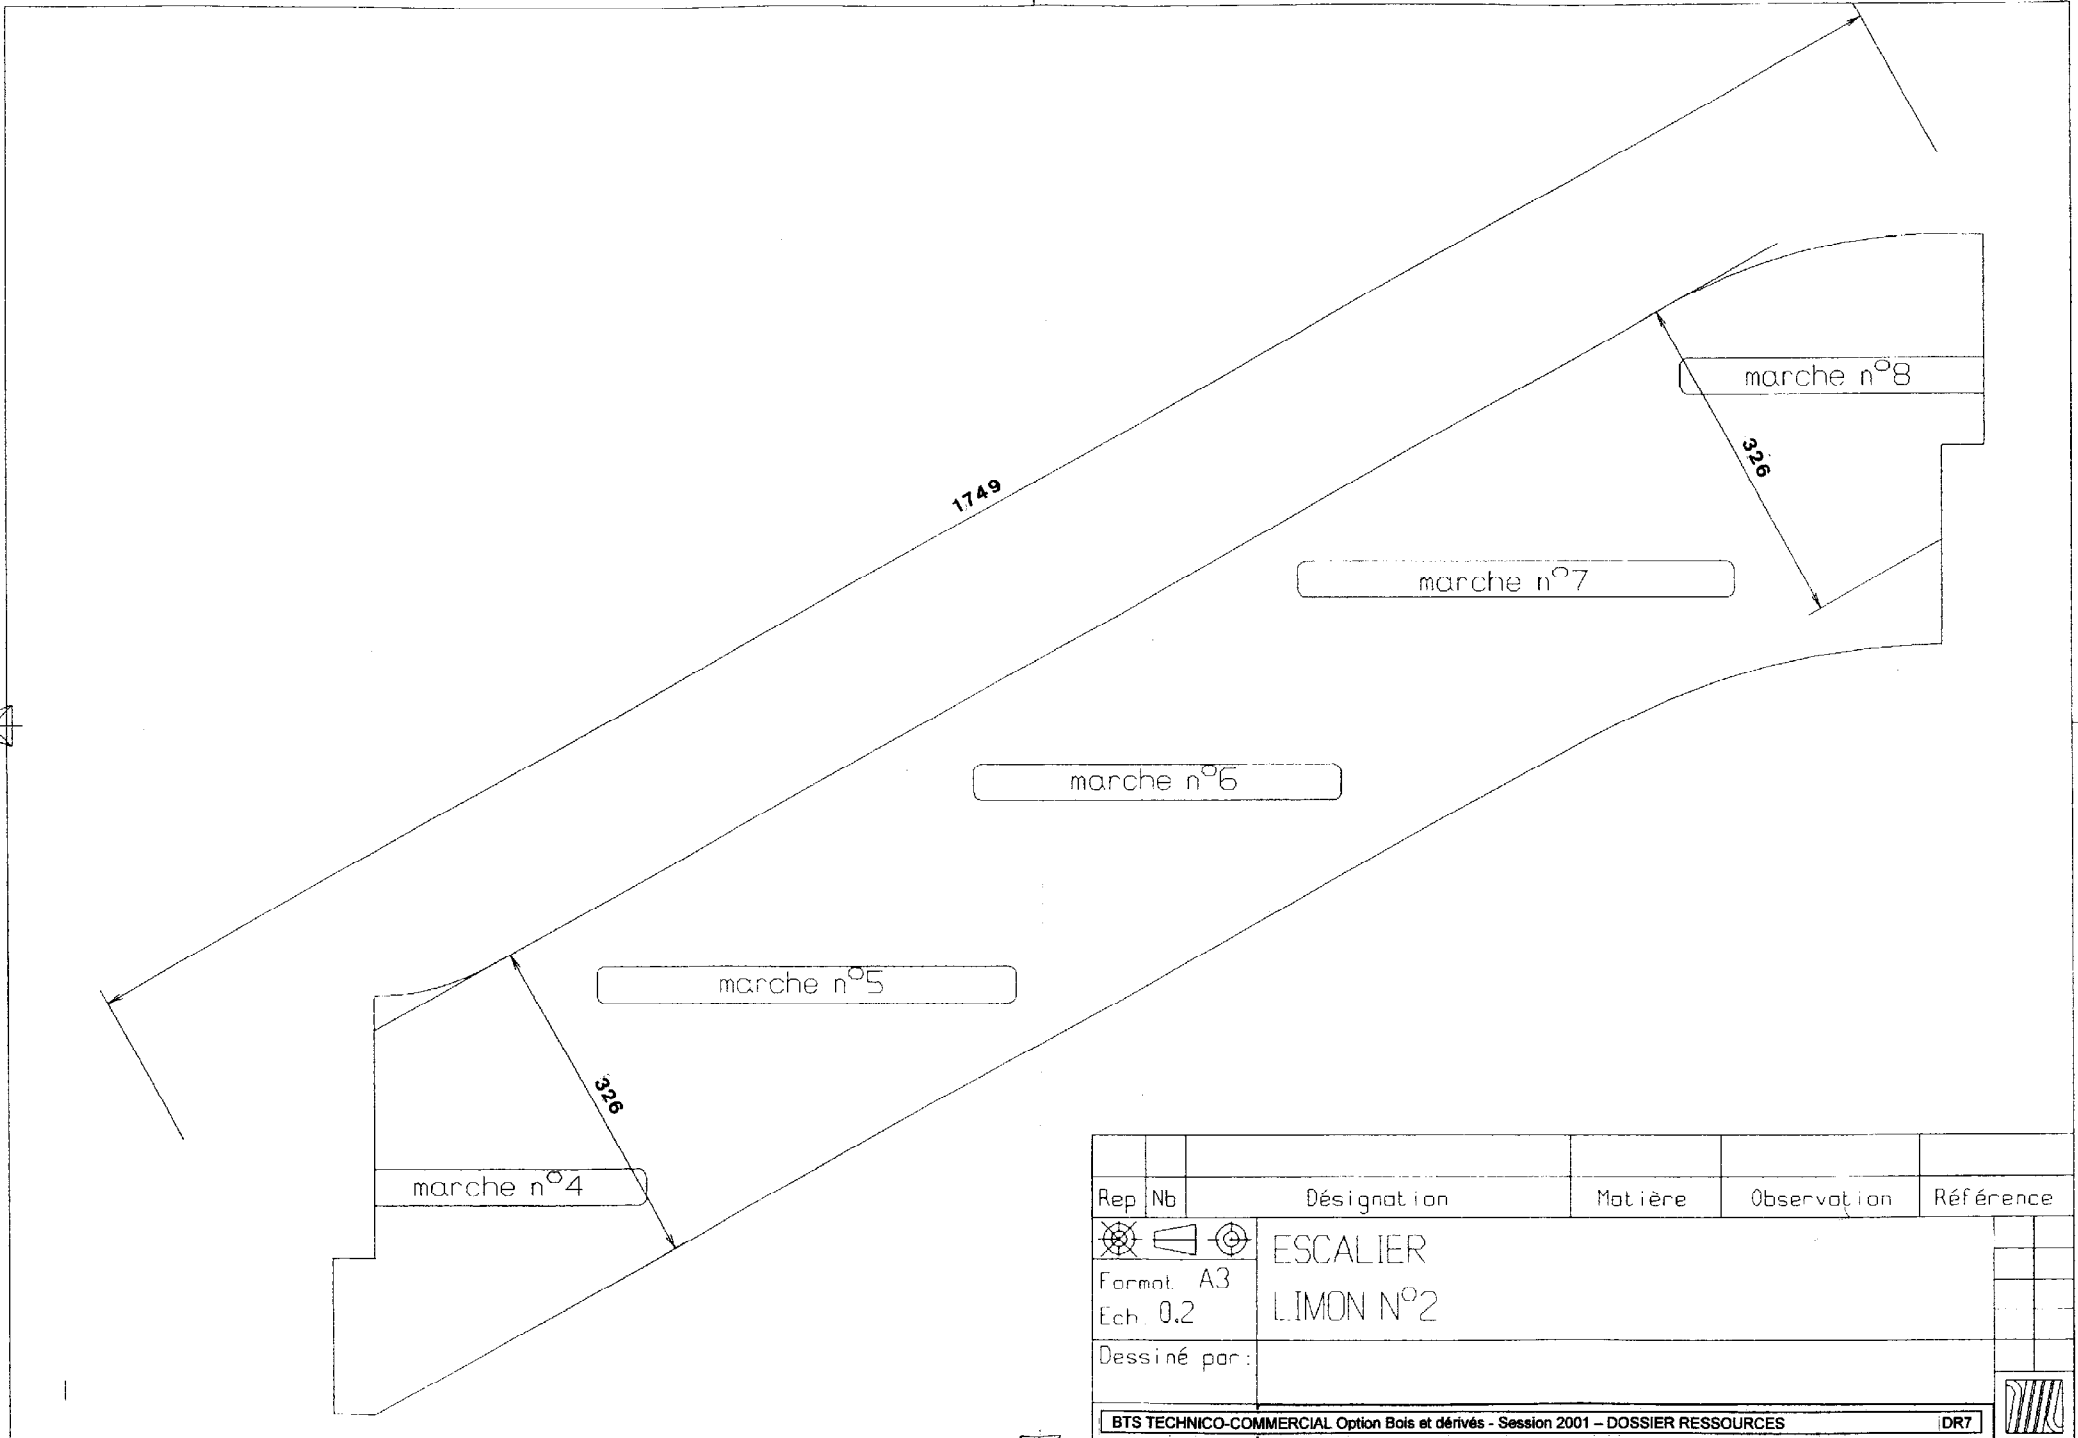 1749
marche n°8
326
marche n°7
marche n°6
marche n°5
326
marche n°4
Rep Nb Désignation Matière Observation Référence
ESCALIER
Format A3
LIMON N°2
Ech. 0.2
Dessiné par:
BTS TECHNICO-COMMERCIAL Option Bois et dérivés - Session 2001 – DOSSIER RESSOURCES DR7